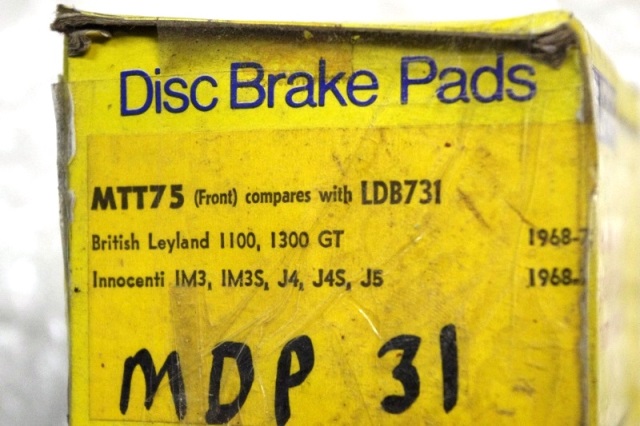 Disc Brake Pads
MTT75 (Front) compares with LDB731
British Leyland 1100, 1300 GT 1968-7
Innocenti IM3, IM3S, J4, J4S, J5 1968-
MDP 31